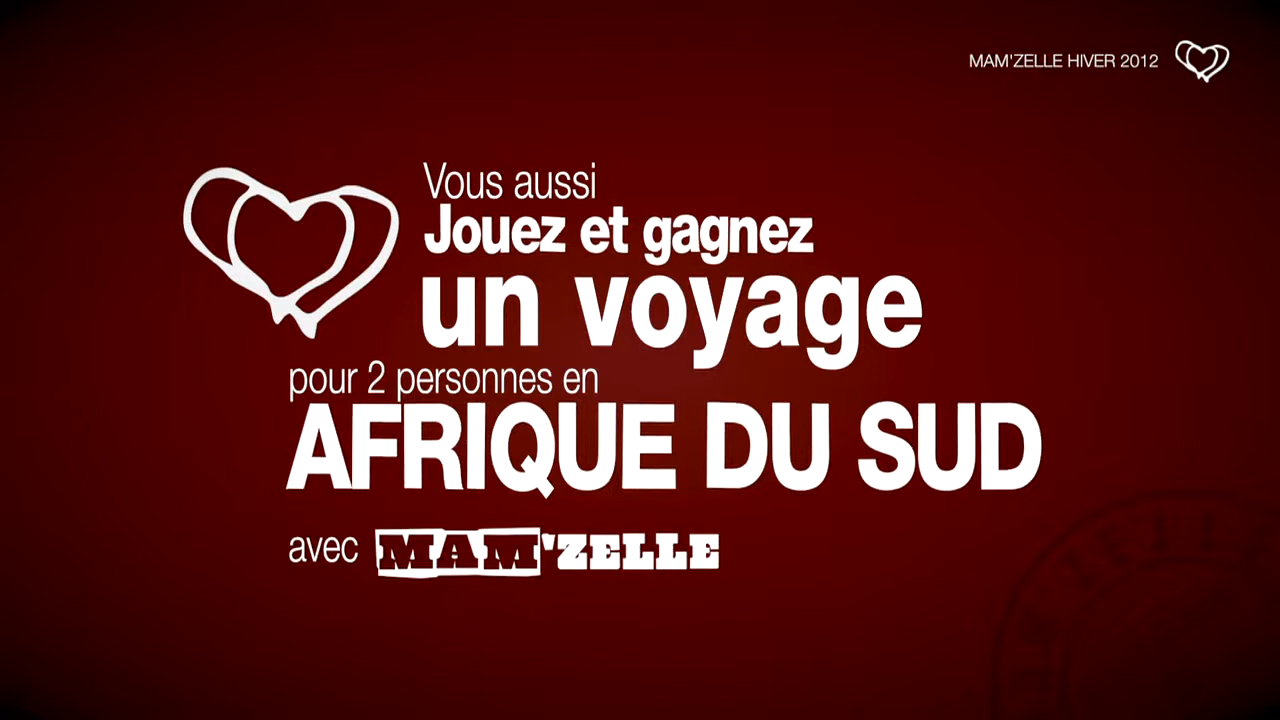 MAM'ZELLE HIVER 2012
Vous aussi
Jouez et gagnez
un voyage
pour 2 personnes en
AFRIQUE DU SUD
avec MAM'ZELLE